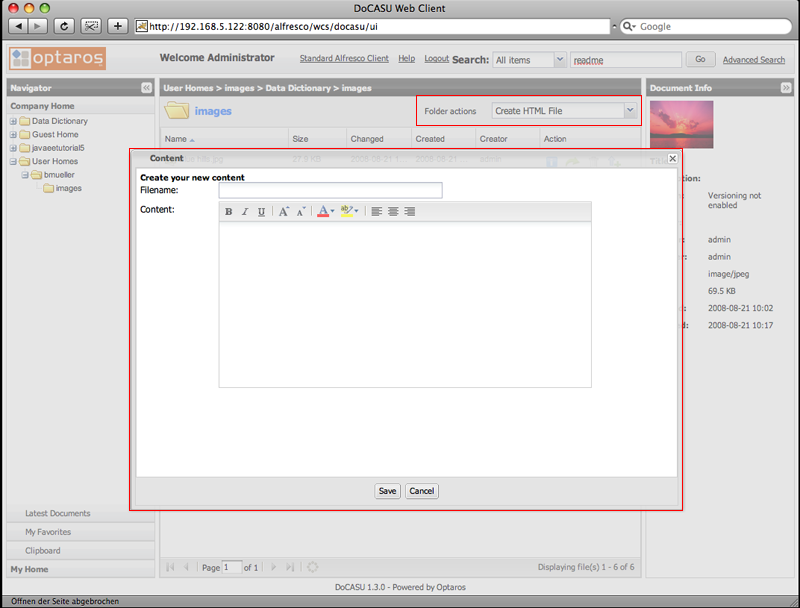 DoCASU Web Client
http://192.168.5.122:8080/alfresco/wcs/docasu/ui
Google
optaros
Welcome Administrator
Standard Alfresco Client
Help
Logout
Search:
All items
readme
Go
Advanced Search
Navigator
User Homes > images > Data Dictionary > images
Document Info
Company Home
Data Dictionary
Guest Home
javaeetutorial5
User Homes
bmueller
images
images
Folder actions
Create HTML File
Name
Size
Changed
Created
Creator
Action
Content
Create your new content
Filename:
Content:
B I U A A A ab
Save
Cancel
Versioning not
enabled
admin
admin
image/jpeg
69.5 KB
2008-08-21 10:02
2008-08-21 10:17
Latest Documents
My Favorites
Clipboard
My Home
Page 1 of 1
Displaying file(s) 1 - 6 of 6
DoCASU 1.3.0 - Powered by Optaros
Öffnen der Seite abgebrochen